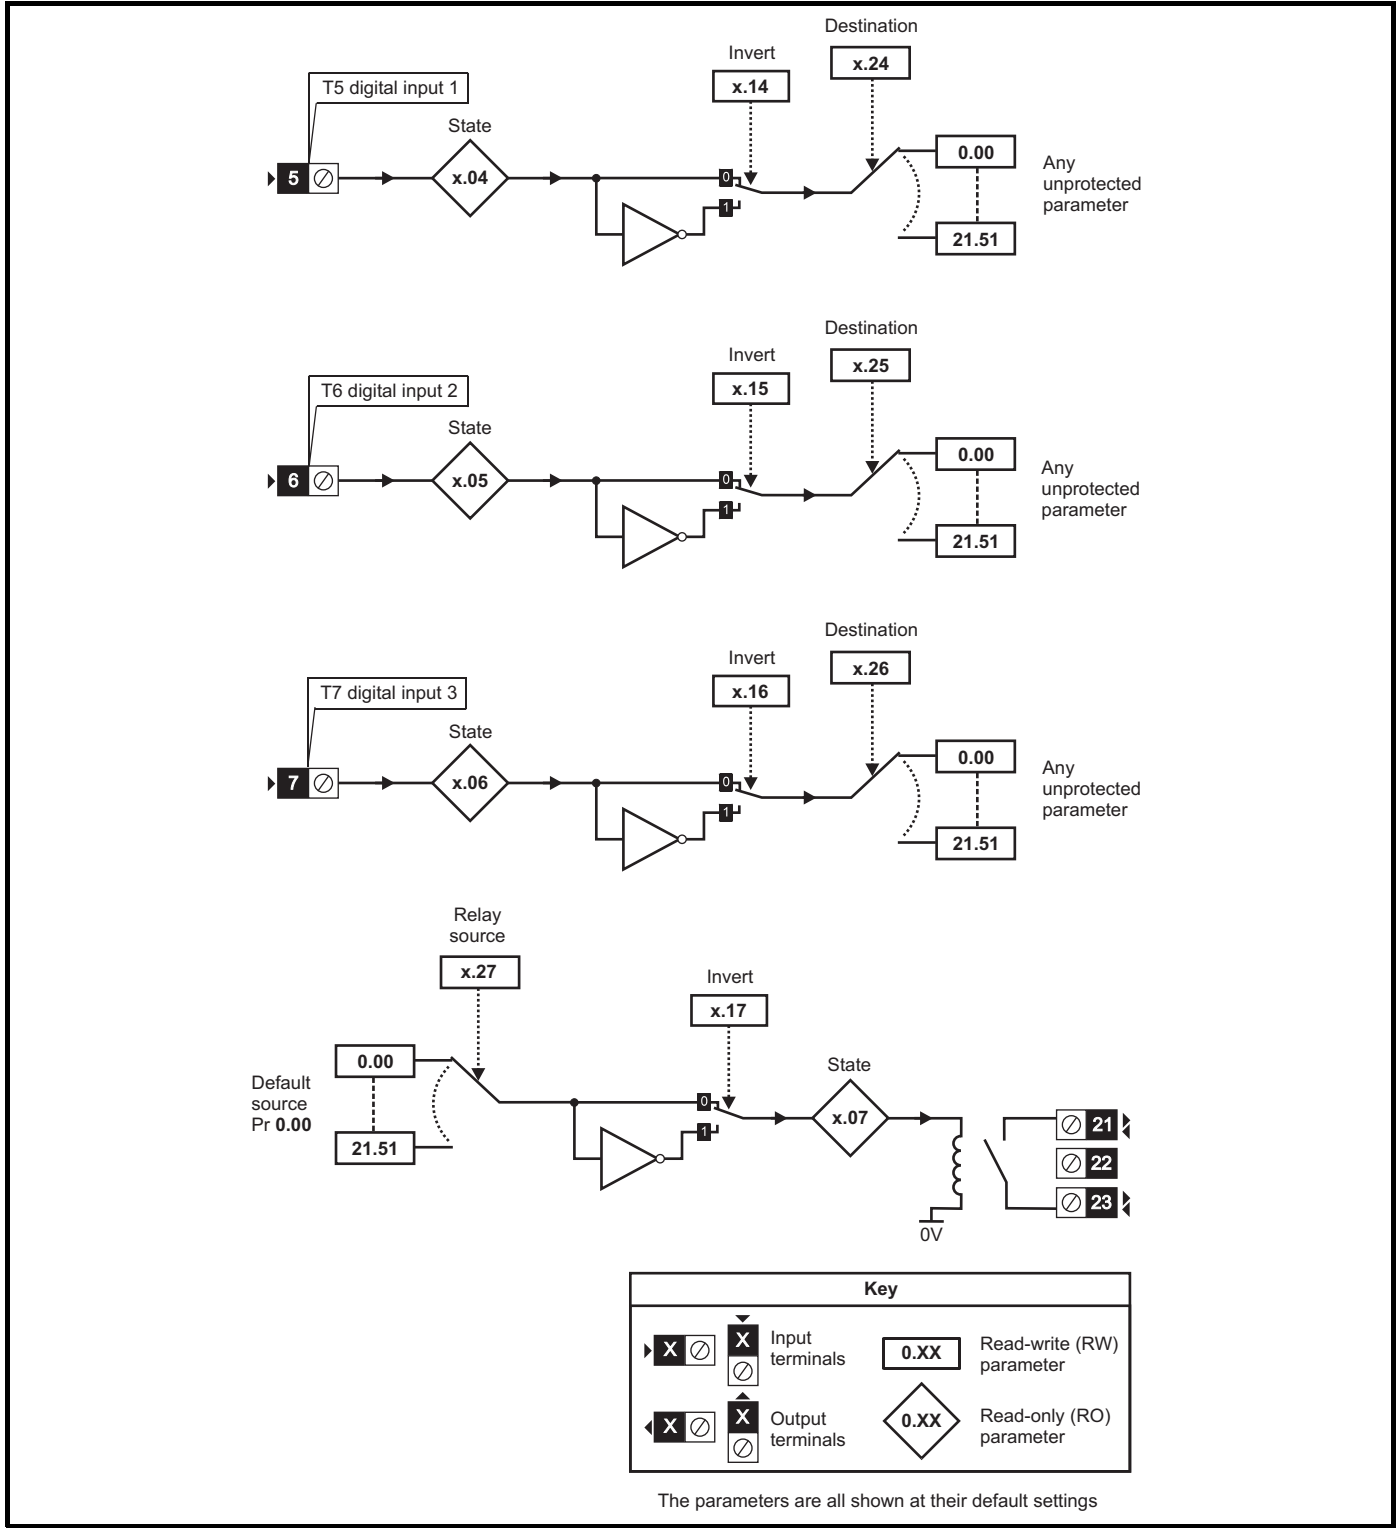 Destination
x.24
Invert
x.14
T5 digital input 1
State
x.04
5
0
1
0.00
21.51
Any
unprotected
parameter
Destination
x.25
Invert
x.15
T6 digital input 2
State
x.05
6
0
1
0.00
21.51
Any
unprotected
parameter
Destination
x.26
Invert
x.16
T7 digital input 3
State
x.06
7
0
1
0.00
21.51
Any
unprotected
parameter
Relay
source
x.27
Invert
x.17
Default
source
Pr 0.00
0.00
21.51
0
1
State
x.07
0V
21
22
23
Key
X
X
Input
terminals
0.XX
Read-write (RW)
parameter
X
X
Output
terminals
0.XX
Read-only (RO)
parameter
The parameters are all shown at their default settings